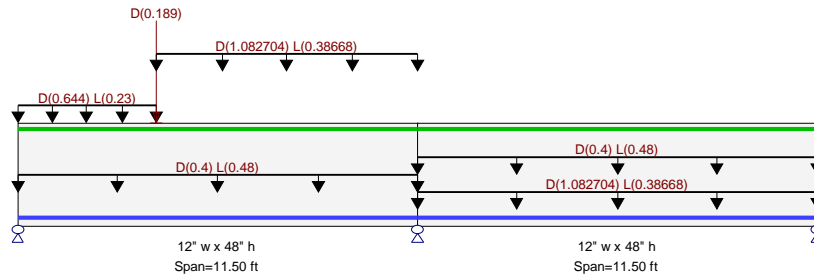 D(0.189)
D(1.082704) L(0.38668)
D(0.644) L(0.23)
D(0.4) L(0.48)
D(0.4) L(0.48)
D(1.082704) L(0.38668)
12" w x 48" h
Span=11.50 ft
12" w x 48" h
Span=11.50 ft